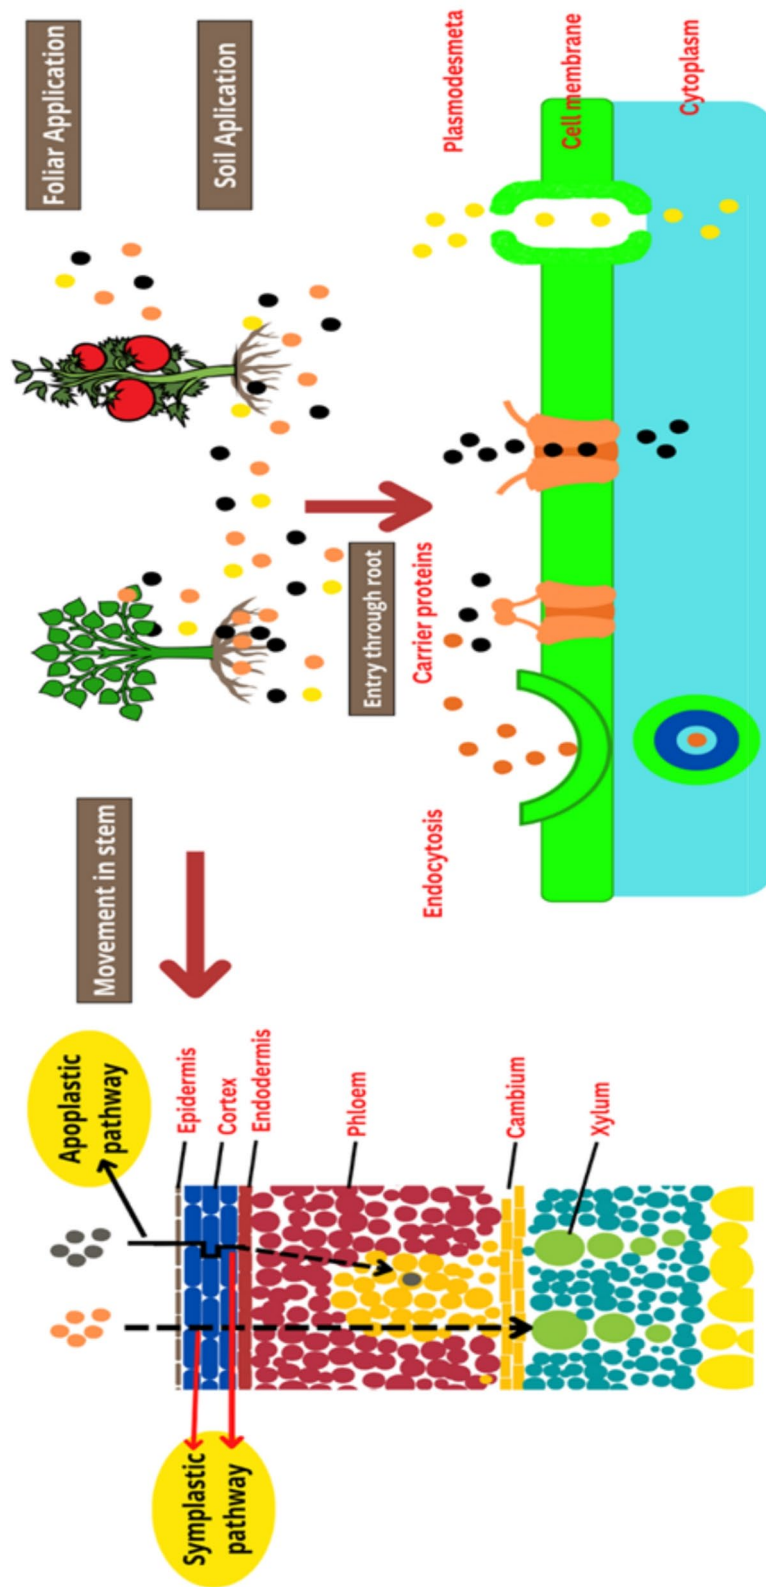 Foliar Application
Soil Aplication
Movement in stem
Entry through root
Apoplastic
pathway
Symplastic
pathway
Epidermis
Cortex
Endodermis
Phloem
Cambium
Xylum
Endocytosis
Carrier proteins
Plasmodesmeta
Cell membrane
Cytoplasm